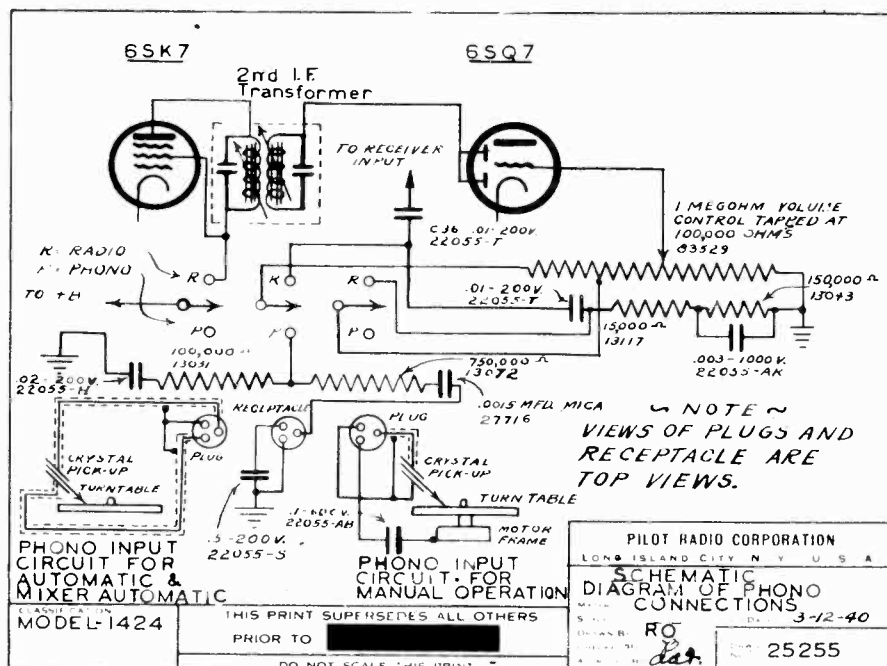 6SK7
6SQ7
2nd I.F.
Transformer
TO RECEIVER
INPUT
C36 .01-200V.
22055-T
1 MEGOHM VOLUME
CONTROL TAPPED AT
100,000 OHMS
83529
R-RADIO
P-PHONO
TO +B
R
R
R
P
P
P
.01-200V.
22055-T
15,000 Ω
13117
150,000 Ω
13043
.003-1000V.
22055-AK
100,000 Ω
13031
.02-200V.
22055-H
750,000 Ω
13072
.0015 MFD. MICA
27716
~ NOTE ~
VIEWS OF PLUGS AND
RECEPTACLE ARE
TOP VIEWS.
PLUG
RECEPTACLE
PLUG
CRYSTAL
PICK-UP
TURNTABLE
22055-S
.1-600V.
22055-AB
CRYSTAL
PICK-UP
TURNTABLE
MOTOR
FRAME
PHONO INPUT
CIRCUIT FOR
AUTOMATIC &
MIXER AUTOMATIC
PHONO INPUT
CIRCUIT FOR
MANUAL OPERATION
CLASSIFICATION
MODEL-1424
THIS PRINT SUPERSEDES ALL OTHERS
PRIOR TO
DO NOT SCALE THIS PRINT
PILOT RADIO CORPORATION
LONG ISLAND CITY N Y U S A
SCHEMATIC
DIAGRAM OF PHONO
CONNECTIONS
3-12-40
RO
25255